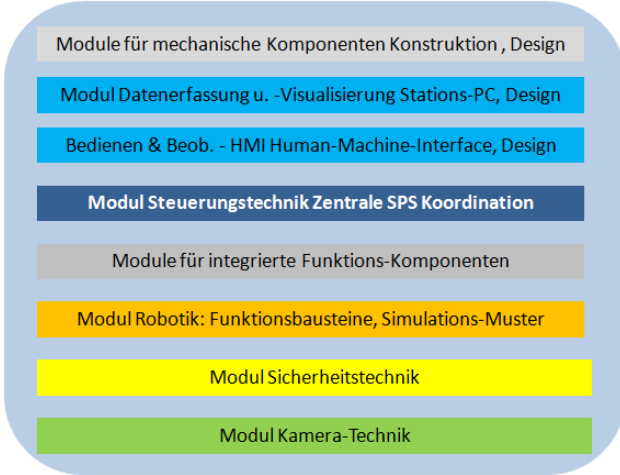 Module für mechanische Komponenten Konstruktion , Design
Modul Datenerfassung u. -Visualisierung Stations-PC, Design
Bedienen & Beob. - HMI Human-Machine-Interface, Design
Modul Steuerungstechnik Zentrale SPS Koordination
Module für integrierte Funktions-Komponenten
Modul Robotik: Funktionsbausteine, Simulations-Muster
Modul Sicherheitstechnik
Modul Kamera-Technik